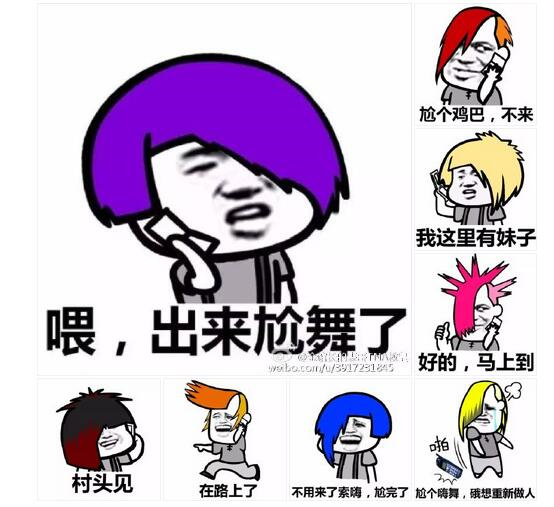 喂，出来尬舞了
尬个鸡巴，不来
我这里有妹子
好的，马上到
weibo.com/u/3917231845
村头见
在路上了
不用来了索嗨，尬完了
啪
尬个嗨舞，硪想重新做人